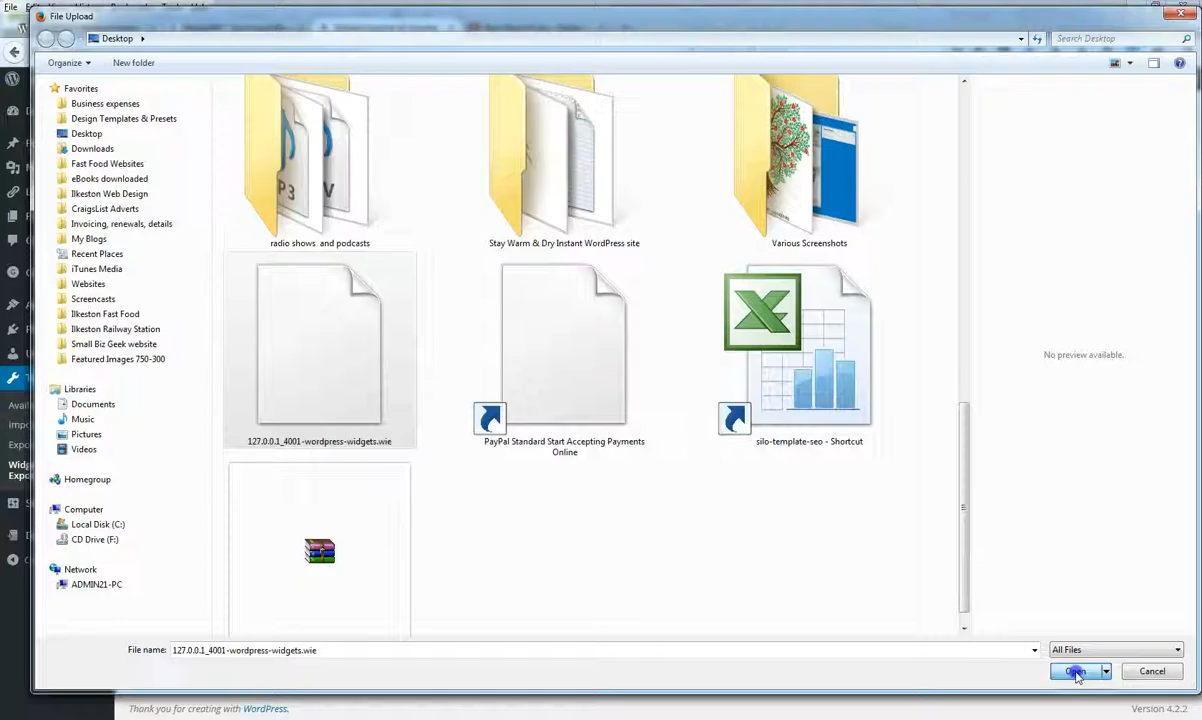 File Upload
Desktop
Search Desktop
Organize
New folder
Favorites
Business expenses
Design Templates & Presets
Desktop
Downloads
Fast Food Websites
eBooks downloaded
Ilkeston Web Design
CraigsList Adverts
Invoicing, renewals, details
My Blogs
Recent Places
iTunes Media
Websites
Screencasts
Ilkeston Fast Food
Ilkeston Railway Station
Small Biz Geek website
Featured Images 750-300
Libraries
Documents
Music
Pictures
Videos
Homegroup
Computer
Local Disk (C:)
CD Drive (F:)
Network
ADMIN21-PC
radio shows and podcasts
Stay Warm & Dry Instant WordPress site
Various Screenshots
127.0.0.1_4001-wordpress-widgets.wie
PayPal Standard Start Accepting Payments
Online
silo-template-seo - Shortcut
No preview available.
File name:
127.0.0.1_4001-wordpress-widgets.wie
All Files
Open
Cancel
Thank you for creating with WordPress.
Version 4.2.2